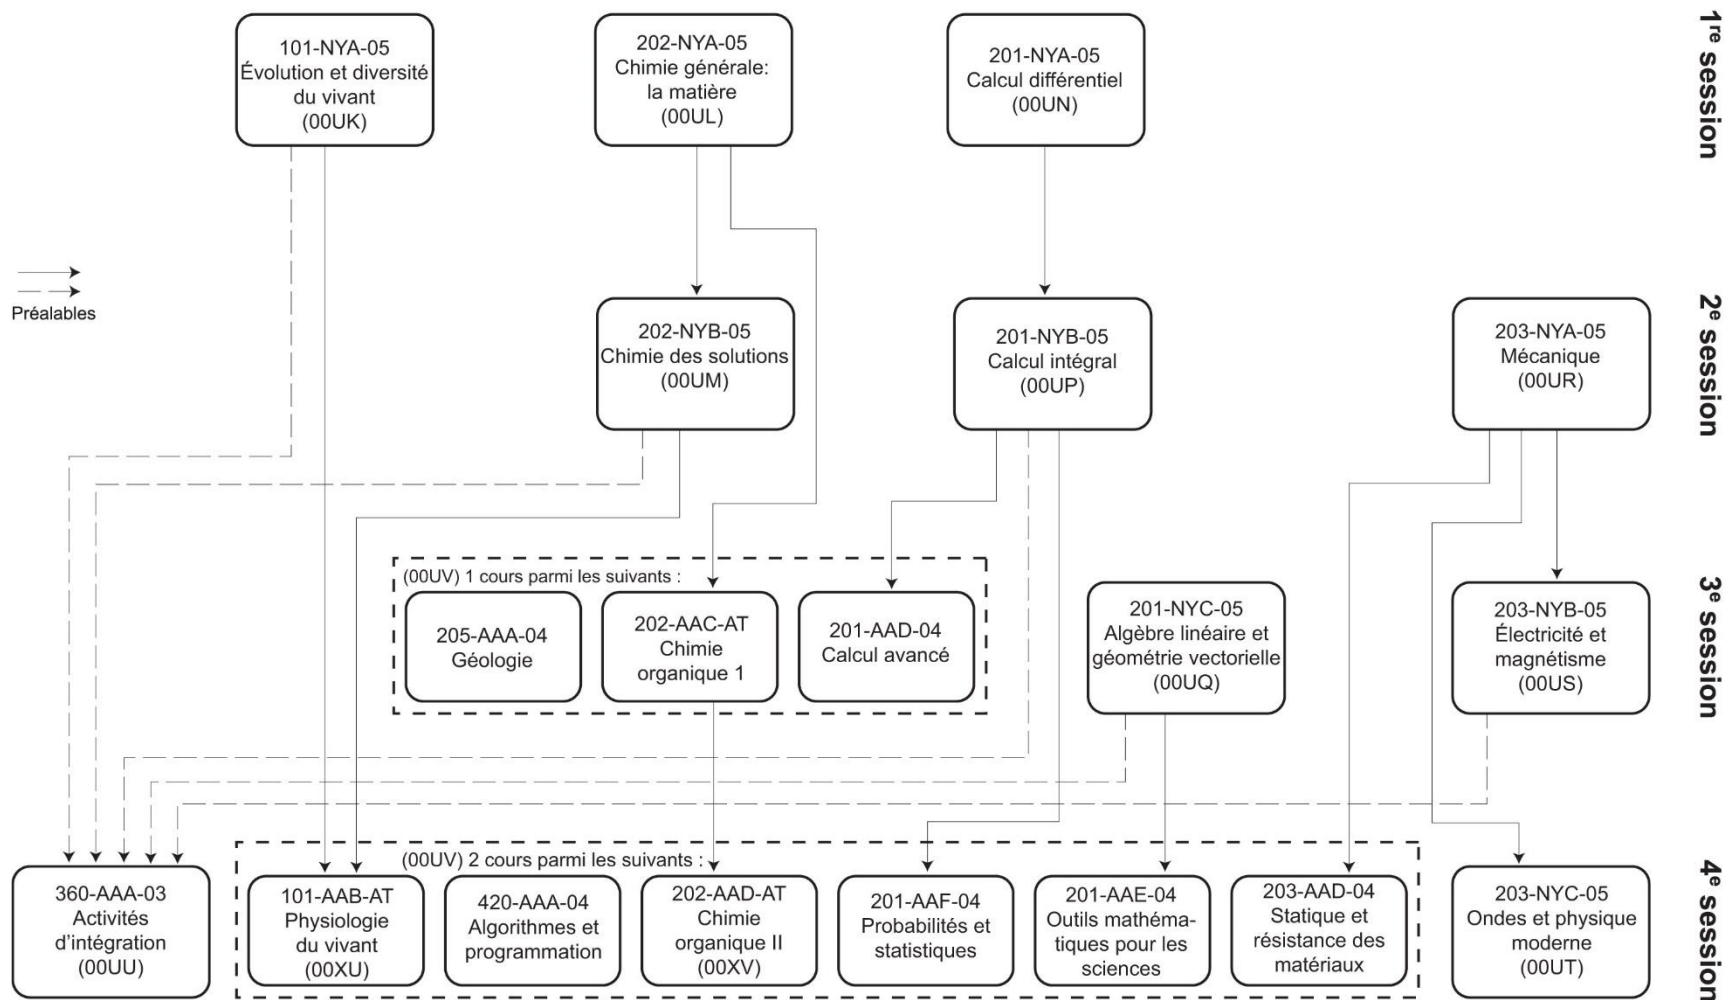 101-NYA-05
Évolution et diversité
du vivant
(00UK)
202-NYA-05
Chimie générale:
la matière
(00UL)
201-NYA-05
Calcul différentiel
(00UN)
1re session
Préalables
202-NYB-05
Chimie des solutions
(00UM)
201-NYB-05
Calcul intégral
(00UP)
203-NYA-05
Mécanique
(00UR)
2e session
(00UV) 1 cours parmi les suivants :
205-AAA-04
Géologie
202-AAC-AT
Chimie
organique 1
201-AAD-04
Calcul avancé
201-NYC-05
Algèbre linéaire et
géométrie vectorielle
(00UQ)
203-NYB-05
Électricité et
magnétisme
(00US)
3e session
(00UV) 2 cours parmi les suivants :
360-AAA-03
Activités
d'intégration
(00UU)
101-AAB-AT
Physiologie
du vivant
(00XU)
420-AAA-04
Algorithmes et
programmation
202-AAD-AT
Chimie
organique II
(00XV)
201-AAF-04
Probabilités et
statistiques
201-AAE-04
Outils mathéma-
tiques pour les
sciences
203-AAD-04
Statique et
résistance des
matériaux
203-NYC-05
Ondes et physique
moderne
(00UT)
4e session